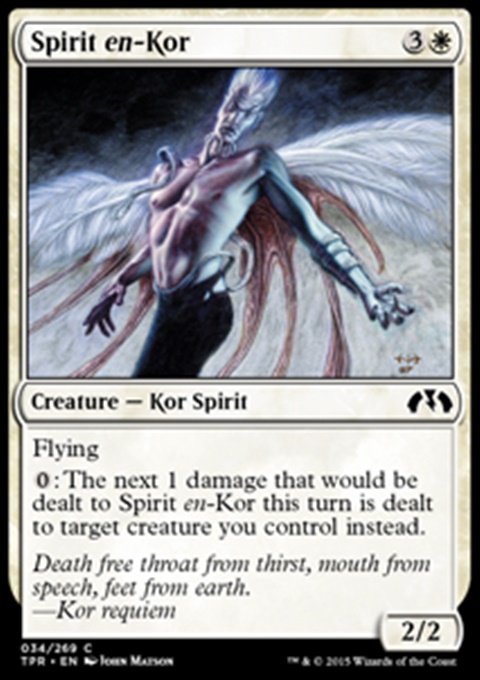 Spirit en-Kor 3
Creature — Kor Spirit
Flying
0: The next 1 damage that would be
dealt to Spirit en-Kor this turn is dealt
to target creature you control instead.
Death free throat from thirst, mouth from
speech, feet from earth.
—Kor requiem
2/2
034/269 C
TPR • EN John Matson
™ & © 2015 Wizards of the Coast